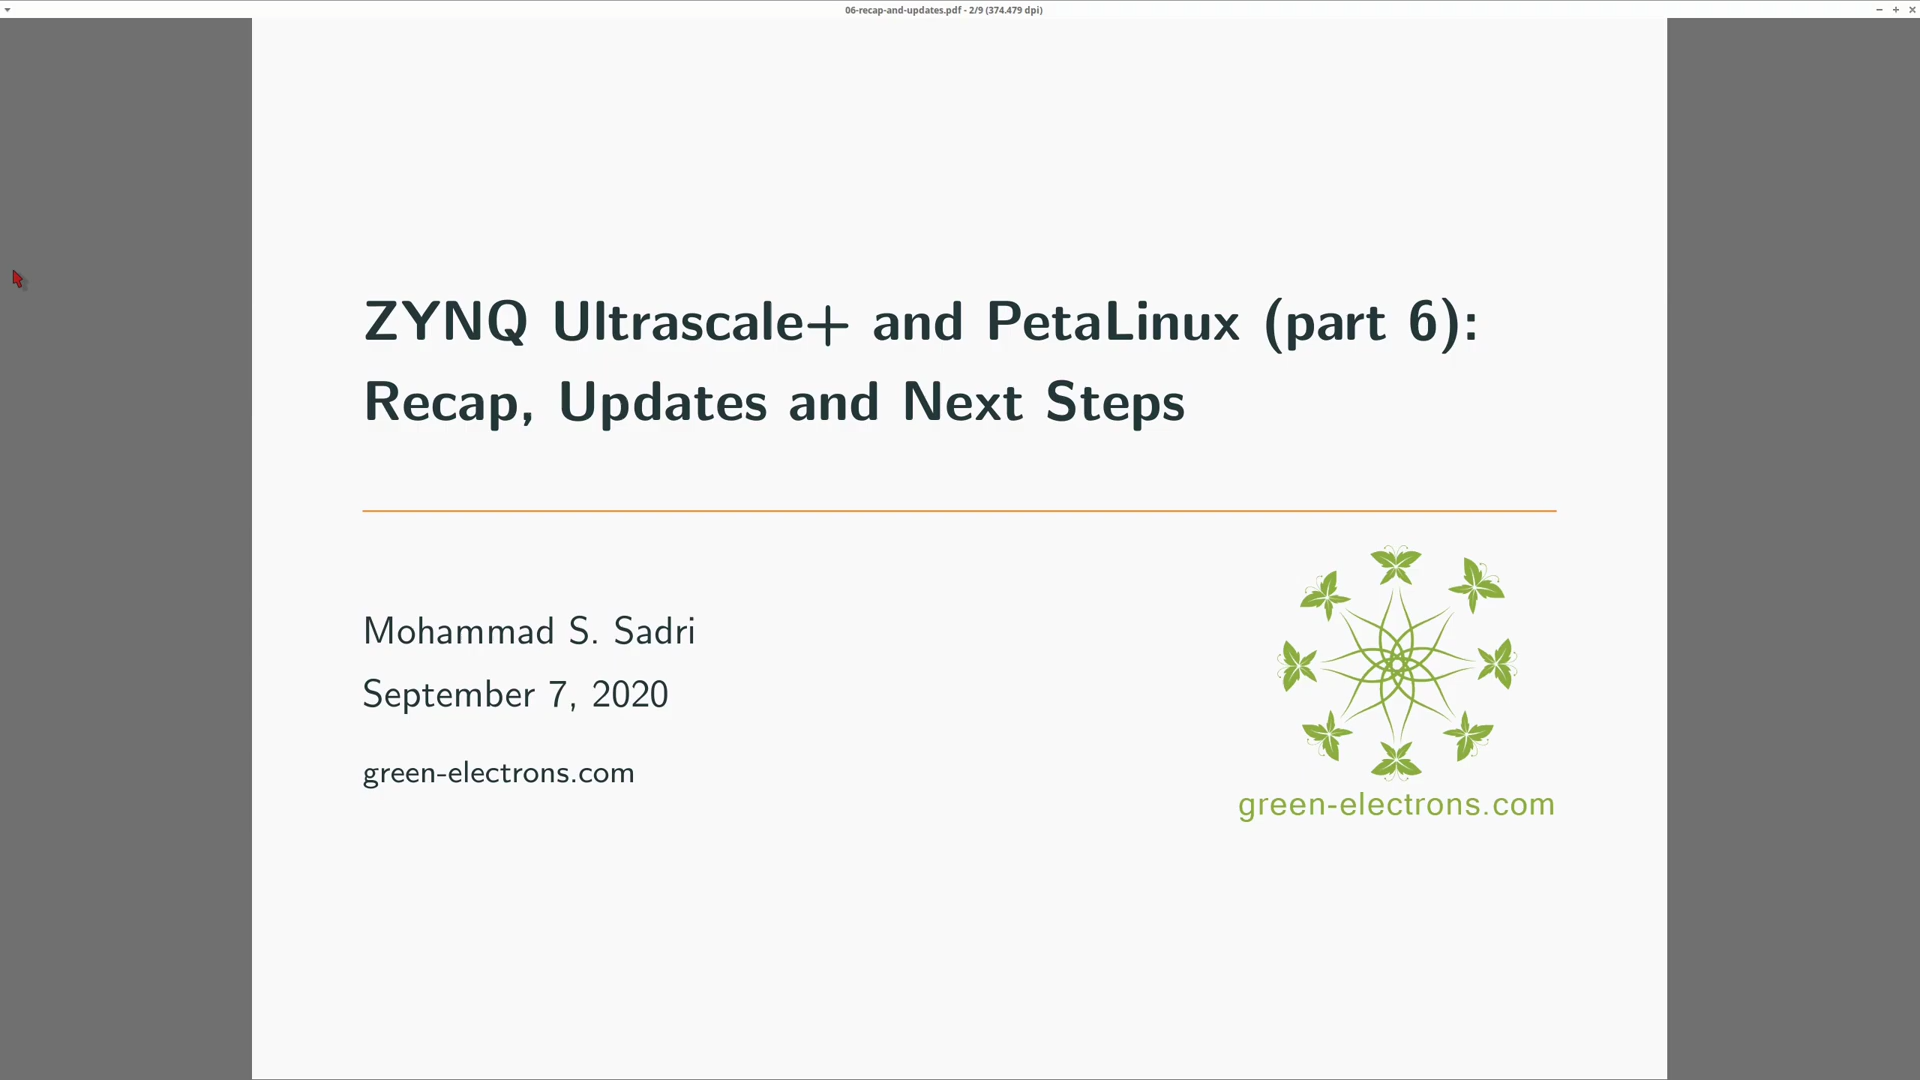 06-recap-and-updates.pdf - 2/9 (374.479 dpi)
ZYNQ Ultrascale+ and PetaLinux (part 6):
Recap, Updates and Next Steps
Mohammad S. Sadri
September 7, 2020
green-electrons.com
green-electrons.com